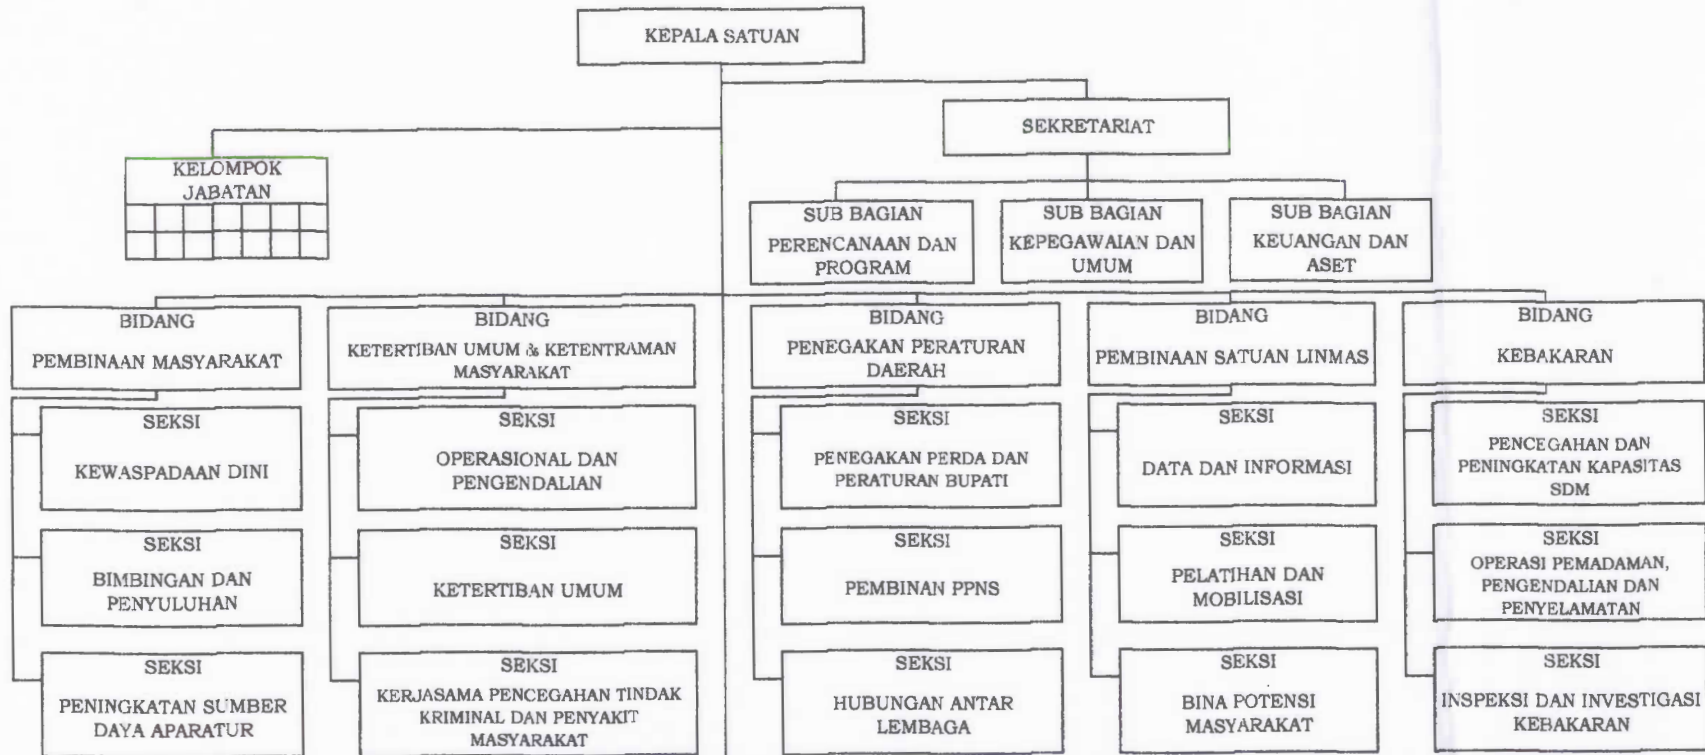 KEPALA SATUAN
SEKRETARIAT
KELOMPOK
JABATAN
SUB BAGIAN
PERENCANAAN DAN
PROGRAM
SUB BAGIAN
KEPEGAWAIAN DAN
UMUM
SUB BAGIAN
KEUANGAN DAN
ASET
BIDANG
PEMBINAAN MASYARAKAT
BIDANG
KETERTIBAN UMUM & KETENTRAMAN
MASYARAKAT
BIDANG
PENEGAKAN PERATURAN
DAERAH
BIDANG
PEMBINAAN SATUAN LINMAS
BIDANG
KEBAKARAN
SEKSI
KEWASPADAAN DINI
SEKSI
OPERASIONAL DAN
PENGENDALIAN
SEKSI
PENEGAKAN PERDA DAN
PERATURAN BUPATI
SEKSI
DATA DAN INFORMASI
SEKSI
PENCEGAHAN DAN
PENINGKATAN KAPASITAS
SDM
SEKSI
BIMBINGAN DAN
PENYULUHAN
SEKSI
KETERTIBAN UMUM
SEKSI
PEMBINAN PPNS
SEKSI
PELATIHAN DAN
MOBILISASI
SEKSI
OPERASI PEMADAMAN,
PENGENDALIAN DAN
PENYELAMATAN
SEKSI
PENINGKATAN SUMBER
DAYA APARATUR
SEKSI
KERJASAMA PENCEGAHAN TINDAK
KRIMINAL DAN PENYAKIT
MASYARAKAT
SEKSI
HUBUNGAN ANTAR
LEMBAGA
SEKSI
BINA POTENSI
MASYARAKAT
SEKSI
INSPEKSI DAN INVESTIGASI
KEBAKARAN